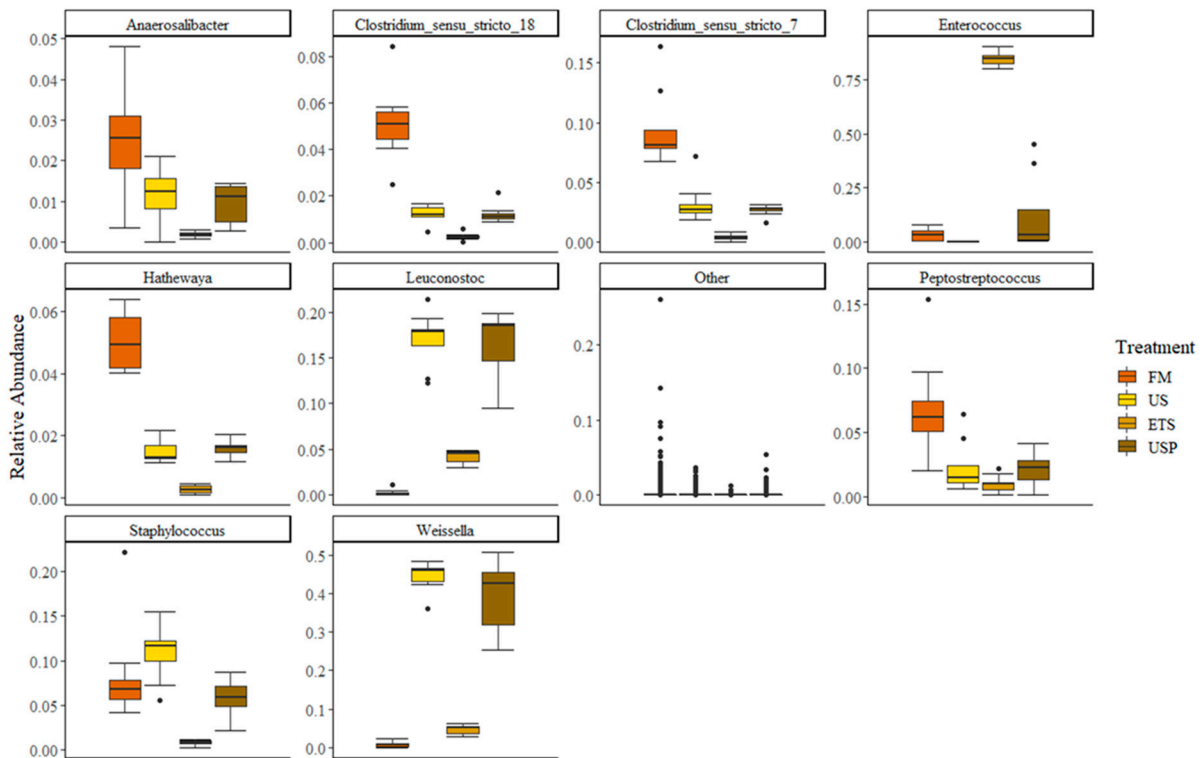 Anaerosalibacter
Clostridium_sensu_stricto_18
Clostridium_sensu_stricto_7
Enterococcus
0.05
0.04
0.03
0.02
0.01
0.00
0.08
0.06
0.04
0.02
0.00
0.15
0.10
0.05
0.00
0.75
0.50
0.25
0.00
Hathewaya
Leuconostoc
Other
Peptostreptococcus
0.06
0.04
0.02
0.00
0.20
0.15
0.10
0.05
0.00
0.2
0.1
0.0
0.15
0.10
0.05
0.00
Staphylococcus
Weissella
0.20
0.15
0.10
0.05
0.00
0.5
0.4
0.3
0.2
0.1
0.0
Relative Abundance
Treatment
FM
US
ETS
USP